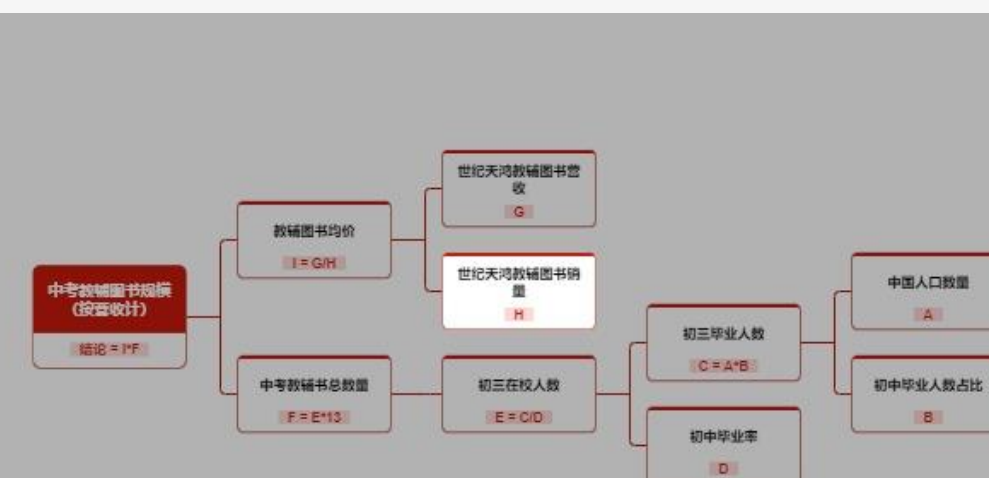 世纪天鸿教辅图书营
收
G
教辅图书均价
I = G/H
世纪天鸿教辅图书销
量
H
中考教辅图书规模
(按营收计)
结论 = I*F
中国人口数量
A
初三毕业人数
C = A*B
中考教辅书总数量
F = E*13
初三在校人数
E = C/D
初中毕业人数占比
B
初中毕业率
D